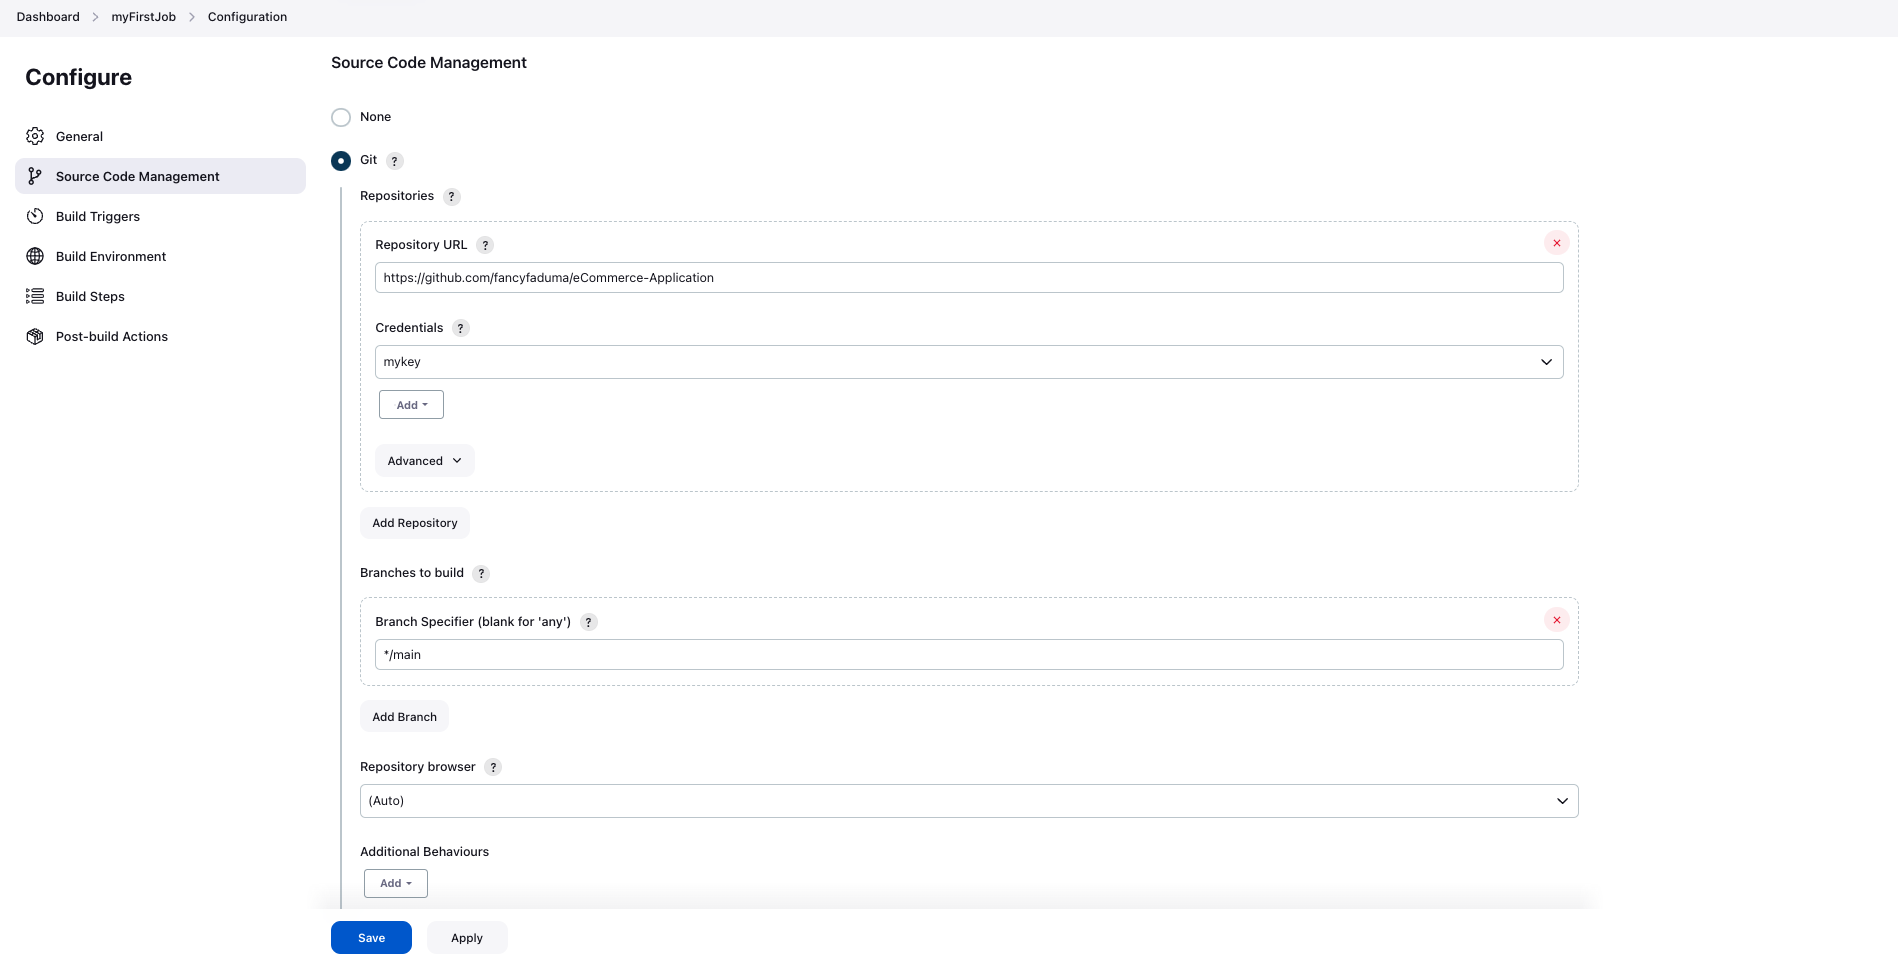 Dashboard > myFirstJob > Configuration
Configure
General
Source Code Management
Build Triggers
Build Environment
Build Steps
Post-build Actions
Source Code Management
None
Git ?
Repositories ?
Repository URL ?
https://github.com/fancyfaduma/eCommerce-Application
Credentials ?
mykey
Add
Advanced
Add Repository
Branches to build ?
Branch Specifier (blank for 'any') ?
*/main
Add Branch
Repository browser ?
(Auto)
Additional Behaviours
Add
Save Apply